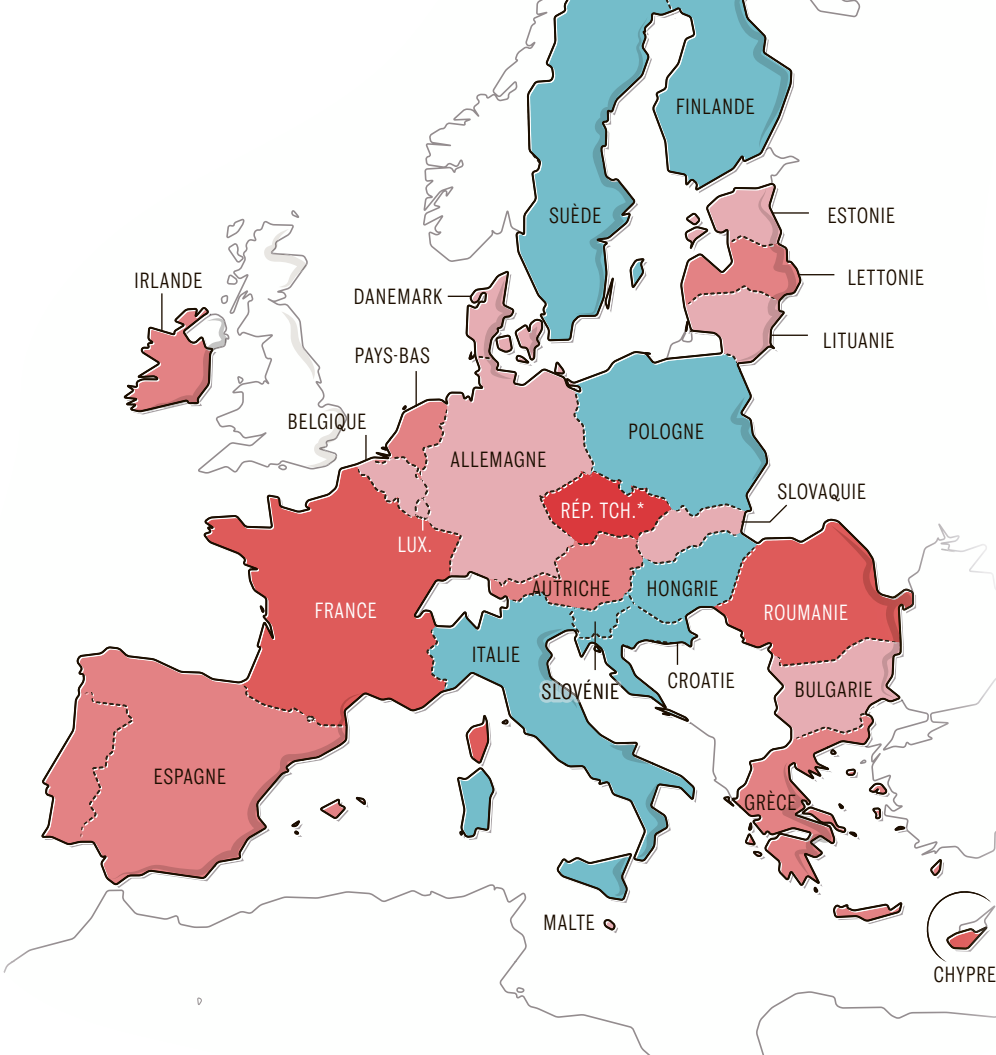 FINLANDE
SUÈDE
ESTONIE
IRLANDE
LETTONIE
DANEMARK
LITUANIE
PAYS-BAS
BELGIQUE
POLOGNE
ALLEMAGNE
SLOVAQUIE
RÉP. TCH.*
LUX.
AUTRICHE
HONGRIE
FRANCE
ROUMANIE
ITALIE
CROATIE
SLOVÉNIE
BULGARIE
ESPAGNE
GRÈCE
MALTE
CHYPRE